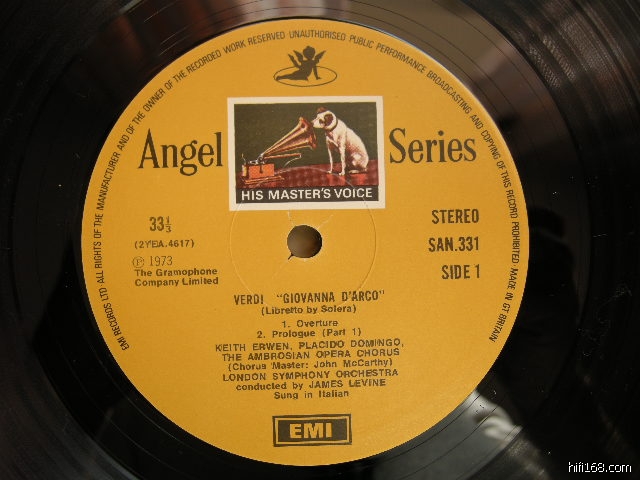 EMI RECORDS LTD ALL RIGHTS OF THE MANUFACTURER AND OF THE OWNER OF THE RECORDED WORK RESERVED UNAUTHORISED PUBLIC PERFORMANCE BROADCASTING AND COPYING OF THIS RECORD PROHIBITED MADE IN GT BRITAIN
Angel Series
HIS MASTER'S VOICE
33⅓
(2YEA.4617)
Ⓟ 1973
The Gramophone
Company Limited
STEREO
SAN.331
SIDE 1
VERDI "GIOVANNA D'ARCO"
(Libretto by Solera)
1. Overture
2. Prologue (Part 1)
KEITH ERWEN, PLACIDO DOMINGO,
THE AMBROSIAN OPERA CHORUS
(Chorus Master: John McCarthy)
LONDON SYMPHONY ORCHESTRA
conducted by JAMES LEVINE
Sung in Italian
EMI
hifi168.com